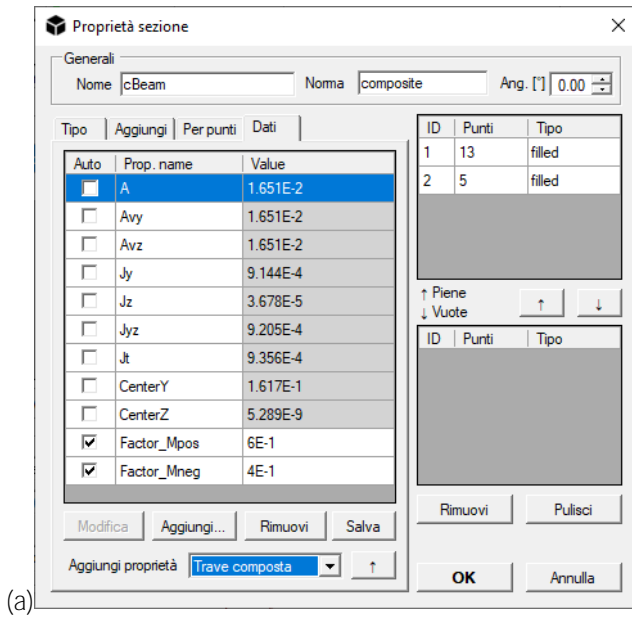 Proprietà sezione
Generali
Nome cBeam Norma composite Ang. [°] 0.00
Tipo Aggiungi Per punti Dati
Auto Prop. name Value
A 1.651E-2
Avy 1.651E-2
Avz 1.651E-2
Jy 9.144E-4
Jz 3.678E-5
Jyz 9.205E-4
Jt 9.356E-4
CenterY 1.617E-1
CenterZ 5.289E-9
Factor_Mpos 6E-1
Factor_Mneg 4E-1
Modifica Aggiungi... Rimuovi Salva
Aggiungi proprietà Trave composta ↑
ID Punti Tipo
1 13 filled
2 5 filled
↑ Piene
↓ Vuote
↑ ↓
ID Punti Tipo
Rimuovi Pulisci
OK Annulla
(a)